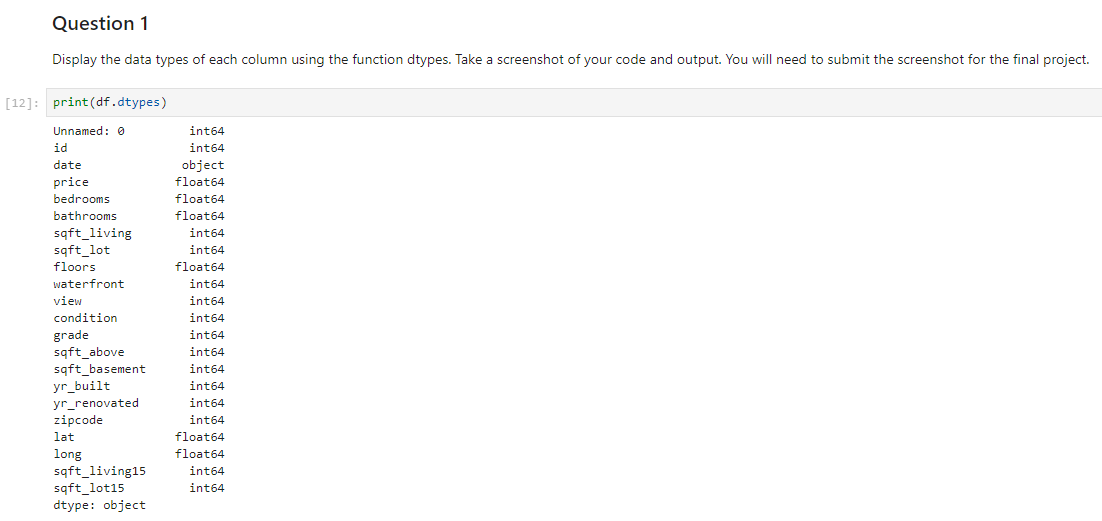 Question 1
Display the data types of each column using the function dtypes. Take a screenshot of your code and output. You will need to submit the screenshot for the final project.
[12]: print(df.dtypes)
Unnamed: 0 int64
id int64
date object
price float64
bedrooms float64
bathrooms float64
sqft_living int64
sqft_lot int64
floors float64
waterfront int64
view int64
condition int64
grade int64
sqft_above int64
sqft_basement int64
yr_built int64
yr_renovated int64
zipcode int64
lat float64
long float64
sqft_living15 int64
sqft_lot15 int64
dtype: object